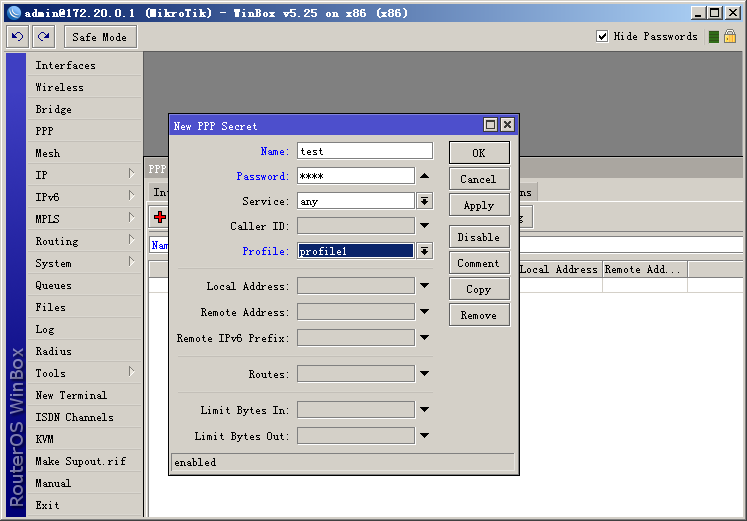 admin@172.20.0.1 (MikroTik) - WinBox v5.25 on x86 (x86)
Safe Mode
Hide Passwords
Interfaces
Wireless
Bridge
PPP
Mesh
IP
IPv6
MPLS
Routing
System
Queues
Files
Log
Radius
Tools
New Terminal
ISDN Channels
KVM
Make Supout.rif
Manual
Exit
RouterOS WinBox
PPP
New PPP Secret
Name: test
Password: ****
Service: any
Caller ID:
Profile: profile1
Local Address:
Remote Address:
Remote IPv6 Prefix:
Routes:
Limit Bytes In:
Limit Bytes Out:
enabled
OK
Cancel
Apply
Disable
Comment
Copy
Remove
Local Address Remote Add...